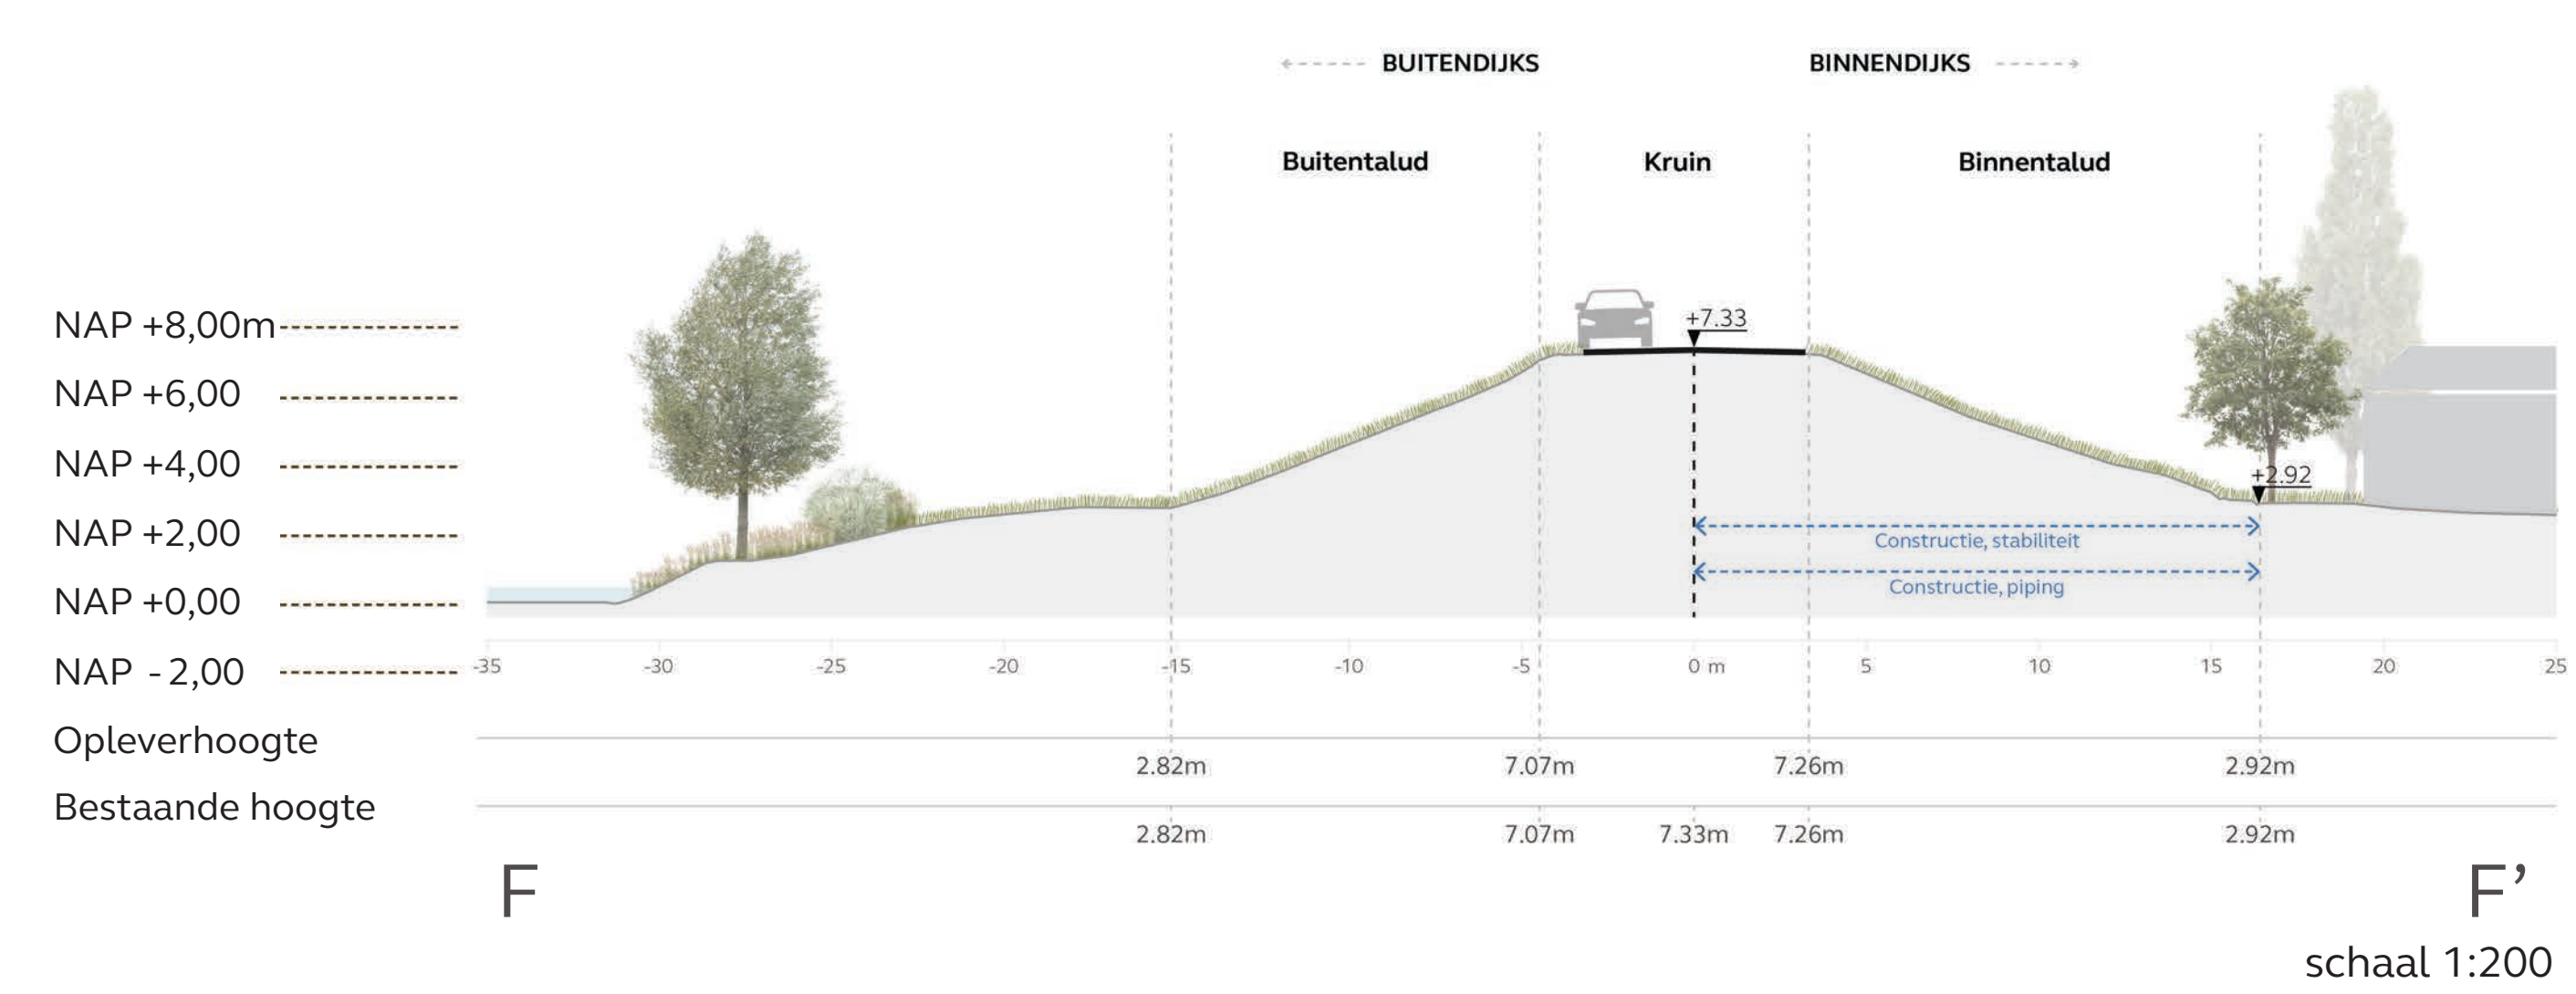 BUITENDIJKS BINNENDIJKS
Buitentalud Kruin Binnentalud
NAP +8,00m
+7.33
NAP +6,00
NAP +4,00
+2.92
NAP +2,00
Constructie, stabiliteit
Constructie, piping
NAP +0,00
NAP - 2,00
-35 -30 -25 -20 -15 -10 -5 0 m 5 10 15 20 25
Opleverhoogte
2.82m 7.07m 7.26m 2.92m
Bestaande hoogte
2.82m 7.07m 7.33m 7.26m 2.92m
F F’
schaal 1:200